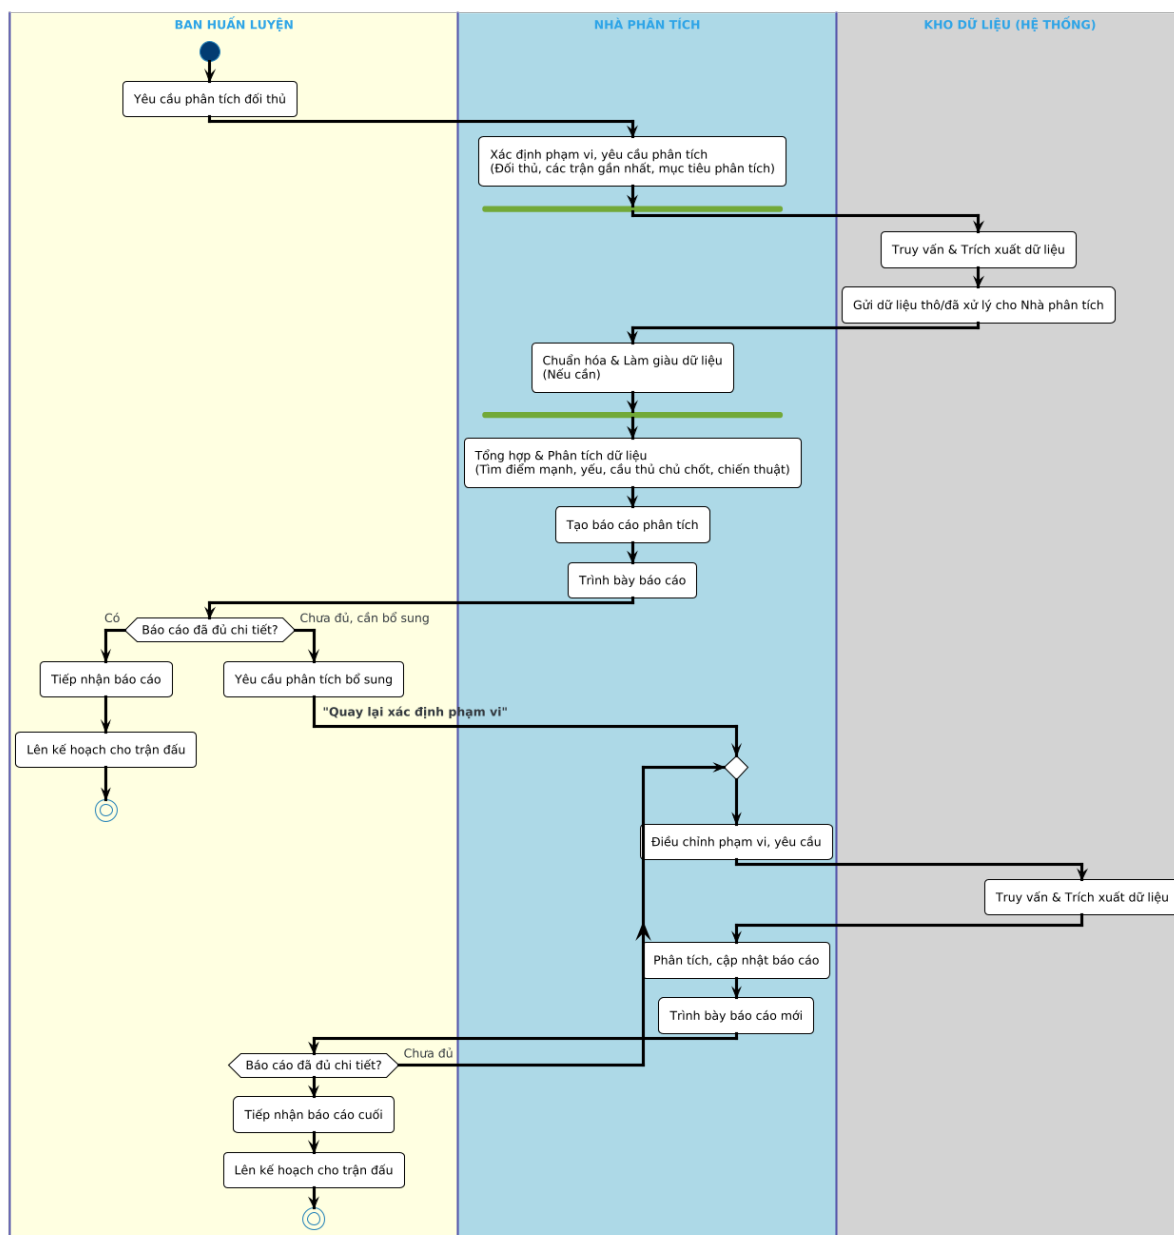 BAN HUẤN LUYỆN
NHÀ PHÂN TÍCH
KHO DỮ LIỆU (HỆ THỐNG)
Yêu cầu phân tích đối thủ
Xác định phạm vi, yêu cầu phân tích
(Đối thủ, các trận gần nhất, mục tiêu phân tích)
Truy vấn & Trích xuất dữ liệu
Gửi dữ liệu thô/đã xử lý cho Nhà phân tích
Chuẩn hóa & Làm giàu dữ liệu
(Nếu cần)
Tổng hợp & Phân tích dữ liệu
(Tìm điểm mạnh, yếu, cầu thủ chủ chốt, chiến thuật)
Tạo báo cáo phân tích
Trình bày báo cáo
Có
Báo cáo đã đủ chi tiết?
Chưa đủ, cần bổ sung
Tiếp nhận báo cáo
Yêu cầu phân tích bổ sung
"Quay lại xác định phạm vi"
Lên kế hoạch cho trận đấu
Điều chỉnh phạm vi, yêu cầu
Truy vấn & Trích xuất dữ liệu
Phân tích, cập nhật báo cáo
Trình bày báo cáo mới
Báo cáo đã đủ chi tiết?
Chưa đủ
Tiếp nhận báo cáo cuối
Lên kế hoạch cho trận đấu